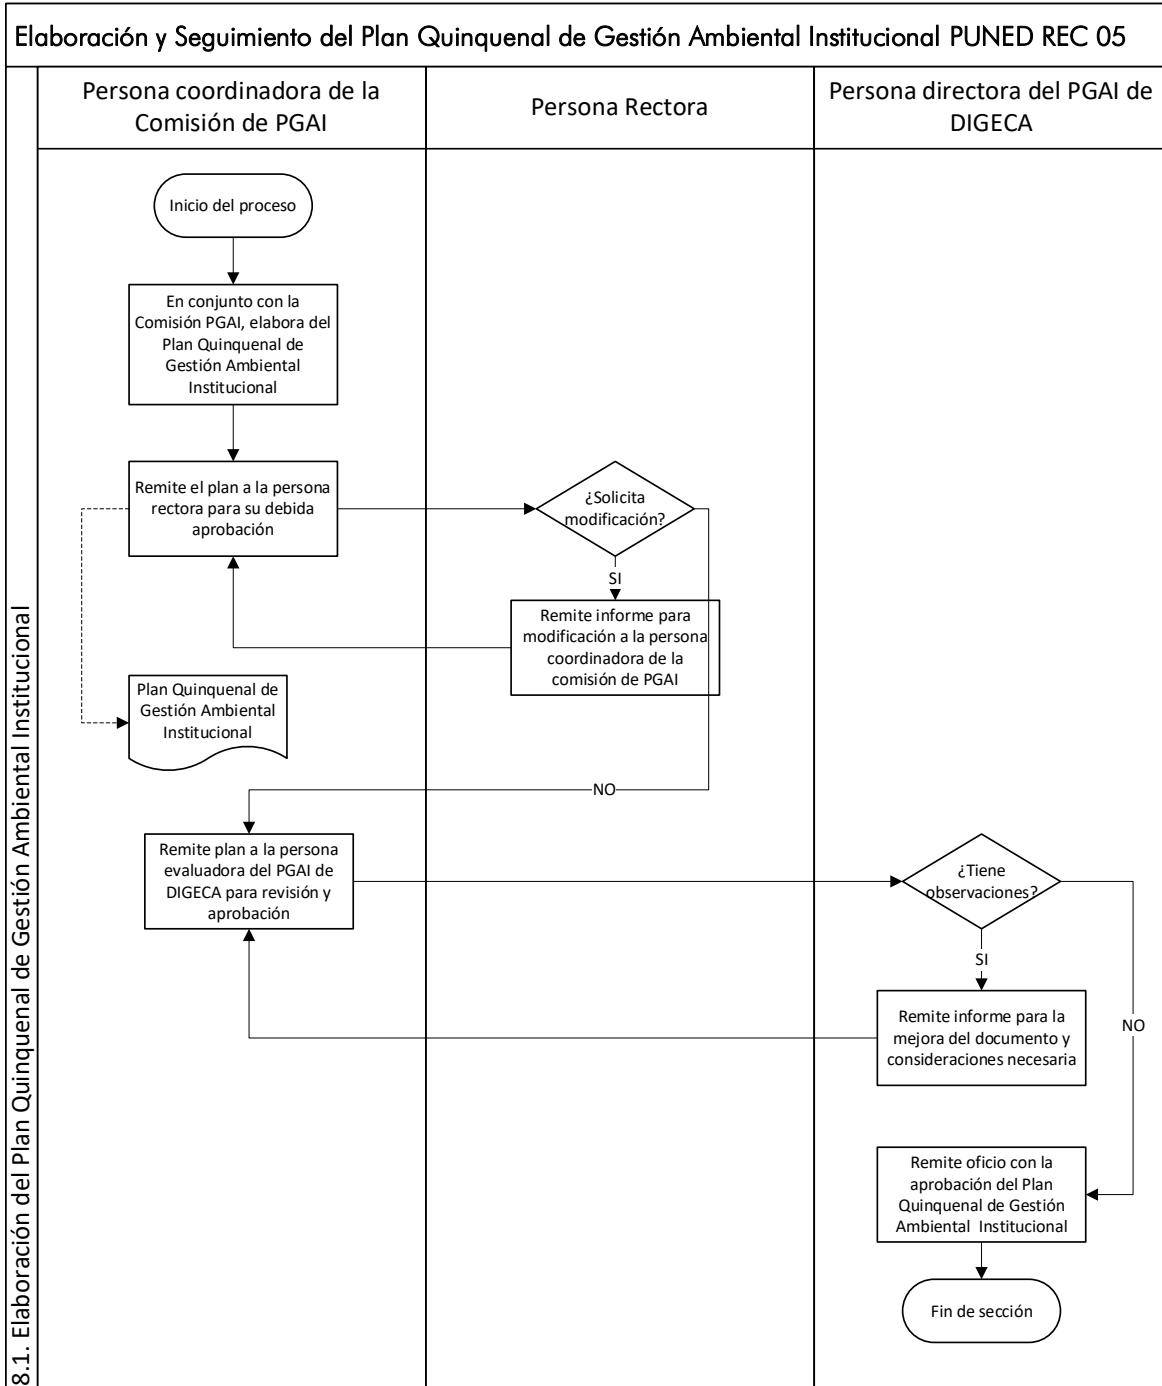 Elaboración y Seguimiento del Plan Quinquenal de Gestión Ambiental Institucional PUNED REC 05
8.1. Elaboración del Plan Quinquenal de Gestión Ambiental Institucional
Persona coordinadora de la
Comisión de PGAI
Persona Rectora
Persona directora del PGAI de
DIGECA
Inicio del proceso
En conjunto con la
Comisión PGAI, elabora del
Plan Quinquenal de
Gestión Ambiental
Institucional
Remite el plan a la persona
rectora para su debida
aprobación
¿Solicita
modificación?
SI
Remite informe para
modificación a la persona
coordinadora de la
comisión de PGAI
Plan Quinquenal de
Gestión Ambiental
Institucional
NO
Remite plan a la persona
evaluadora del PGAI de
DIGECA para revisión y
aprobación
¿Tiene
observaciones?
SI
NO
Remite informe para la
mejora del documento y
consideraciones necesaria
Remite oficio con la
aprobación del Plan
Quinquenal de Gestión
Ambiental Institucional
Fin de sección